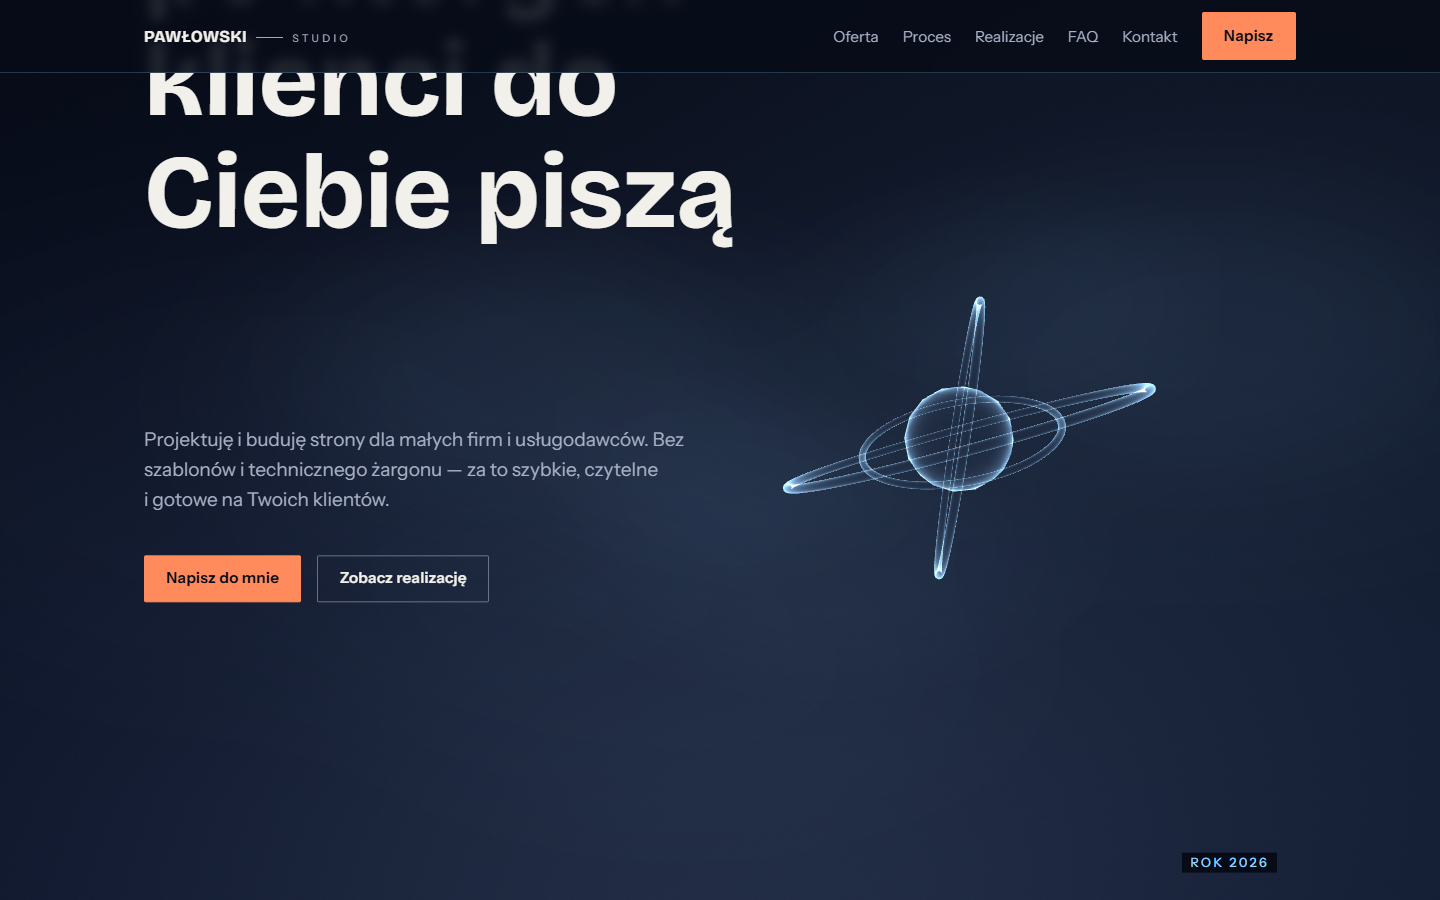 PAWŁOWSKI STUDIO
Oferta Proces Realizacje FAQ Kontakt Napisz
klienci do
Ciebie piszą
Projektuję i buduję strony dla małych firm i usługodawców. Bez
szablonów i technicznego żargonu — za to szybkie, czytelne
i gotowe na Twoich klientów.
Napisz do mnie Zobacz realizację
ROK 2026